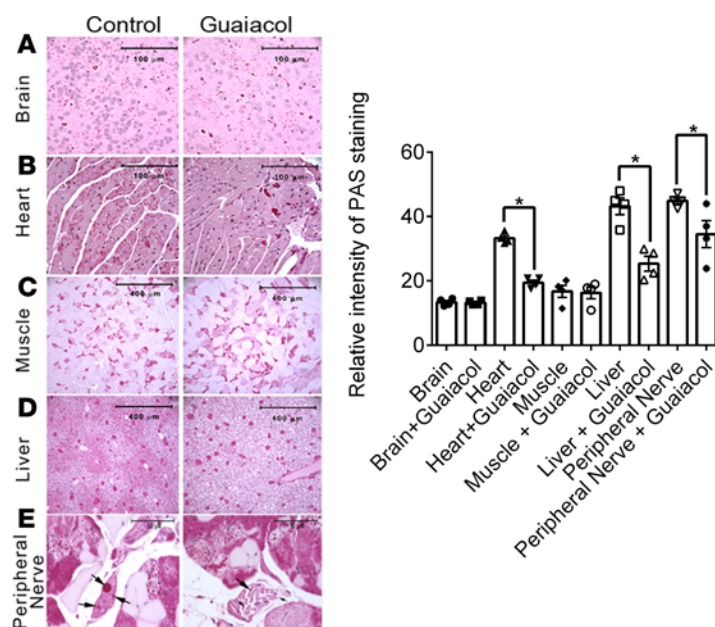 Control Guaiacol
A
Brain
100 µm
100 µm
B
Heart
100 µm
100 µm
C
Muscle
400 µm
400 µm
D
Liver
400 µm
400 µm
E
Peripheral
Nerve
Relative intensity of PAS staining
60
40
20
0
*
*
*
Brain
Brain+Guaiacol
Heart
Heart+Guaiacol
Muscle
Muscle + Guaiacol
Liver
Liver + Guaiacol
Peripheral Nerve
Peripheral Nerve + Guaiacol